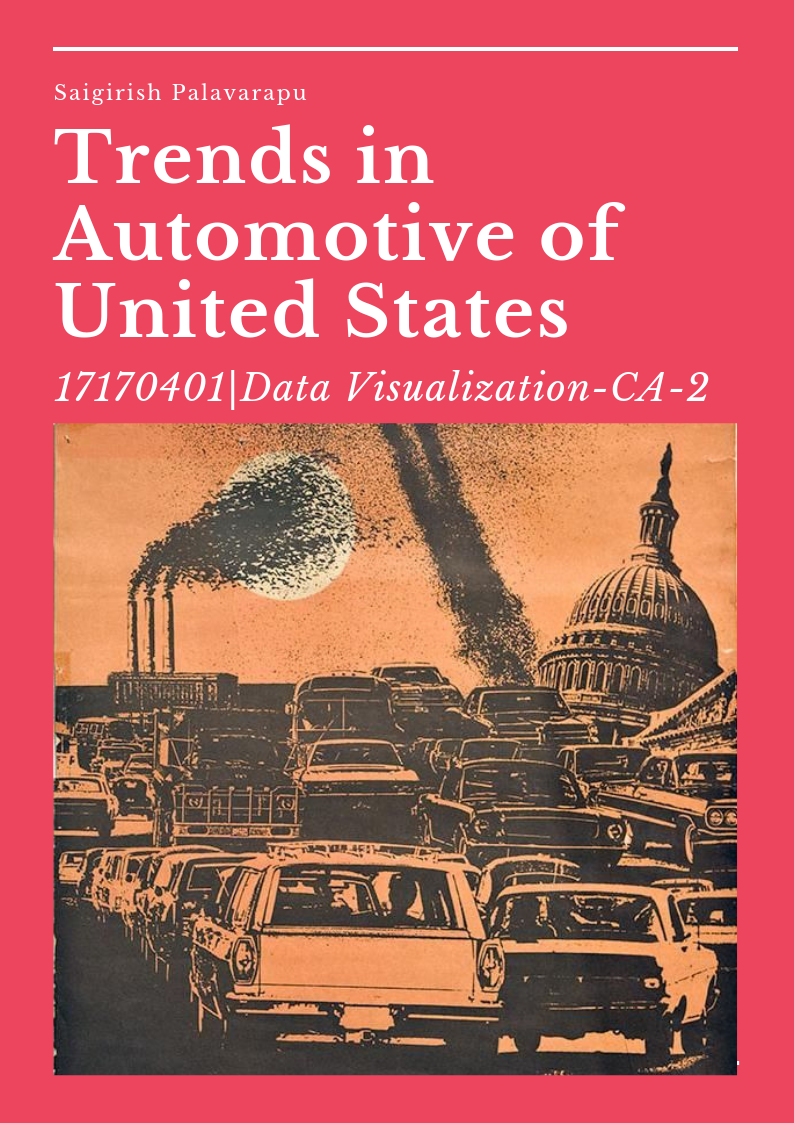 Saigirish Palavarapu
Trends in
Automotive of
United States
17170401|Data Visualization-CA-2